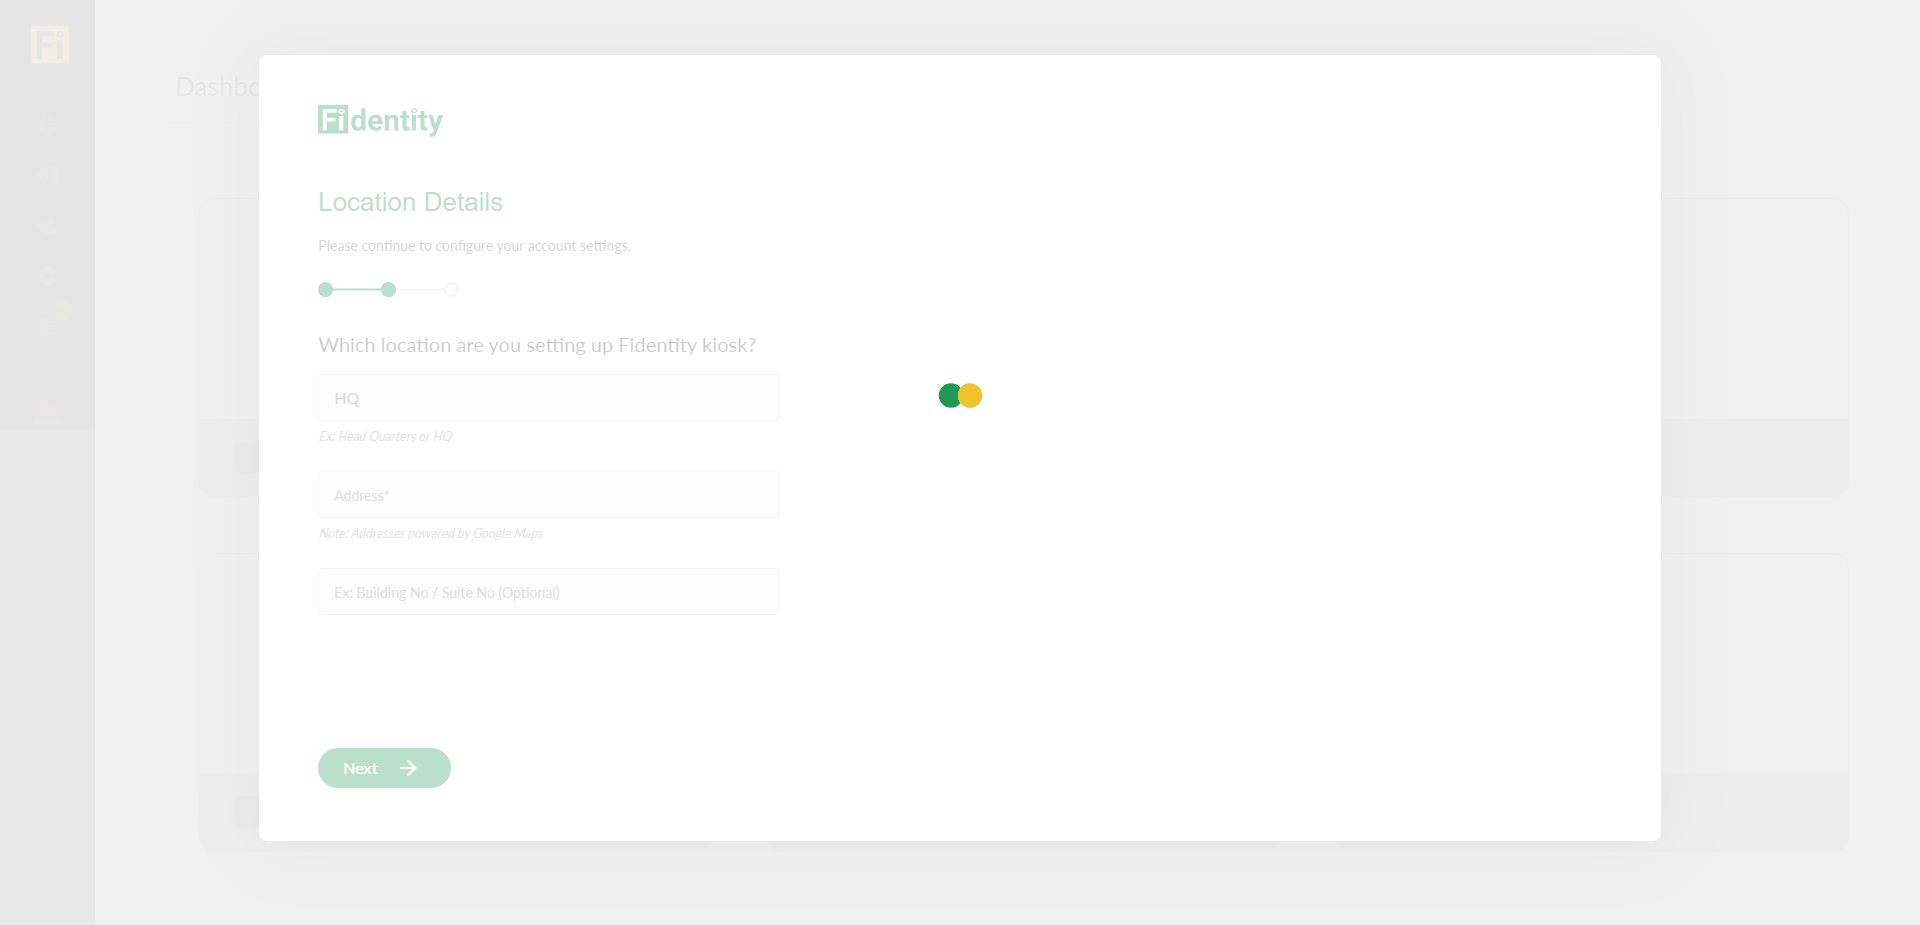 Fi
Dashbo
Fidentity
Location Details
Please continue to configure your account settings.
Which location are you setting up Fidentity kiosk?
HQ
Ex: Head Quarters or HQ
Address*
Note: Addresses powered by Google Maps
Ex: Building No / Suite No (Optional)
Next